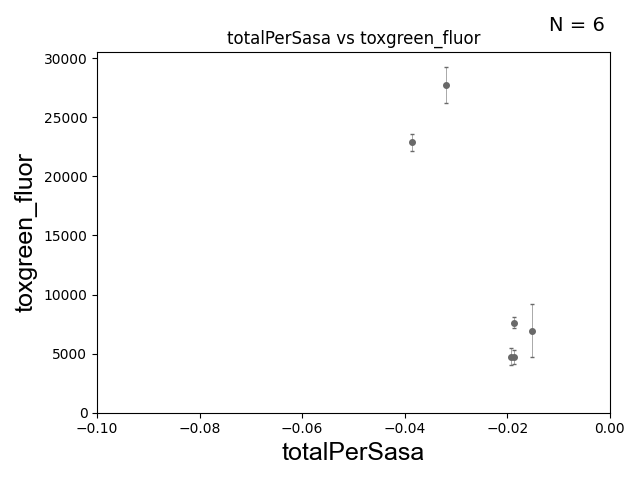 N = 6
totalPerSasa vs toxgreen_fluor
toxgreen_fluor
30000
25000
20000
15000
10000
5000
0
−0.10 −0.08 −0.06 −0.04 −0.02 0.00
totalPerSasa